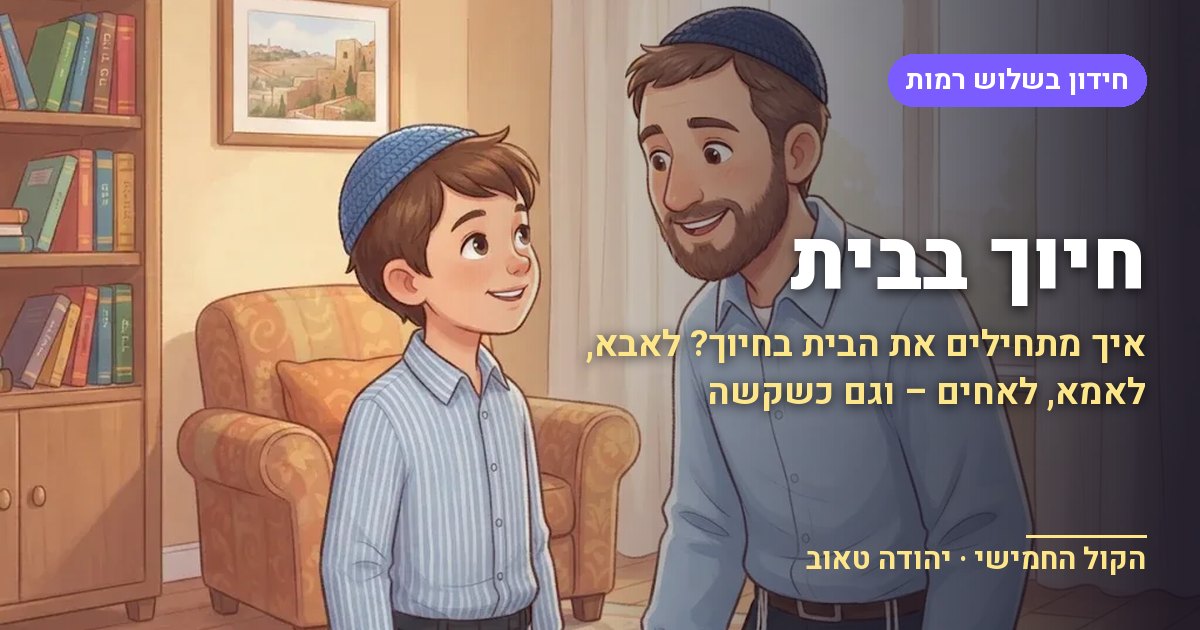 חידון בשלוש רמות
חיוך בבית
איך מתחילים את הבית בחיוך? לאבא,
לאמא, לאחים – וגם כשקשה
הקול החמישי · יהודה טאוב